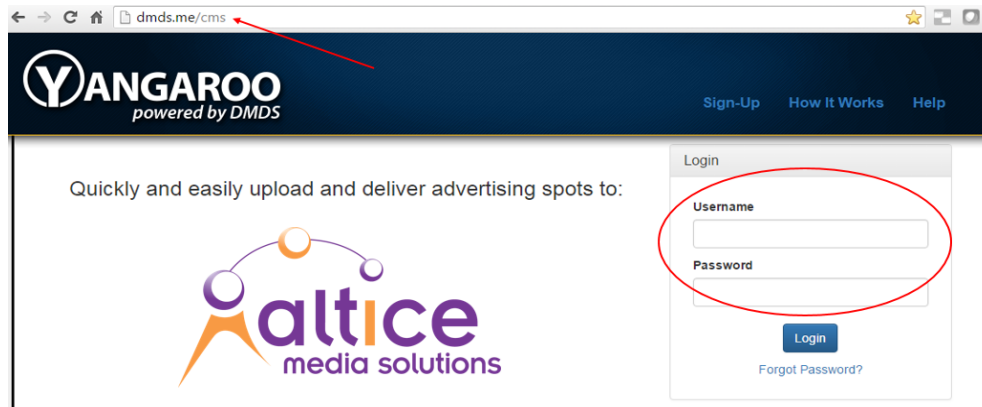 dmds.me/cms
YANGAROO
powered by DMDS
Sign-Up How It Works Help
Quickly and easily upload and deliver advertising spots to:
altice
media solutions
Login
Username
Password
Login
Forgot Password?